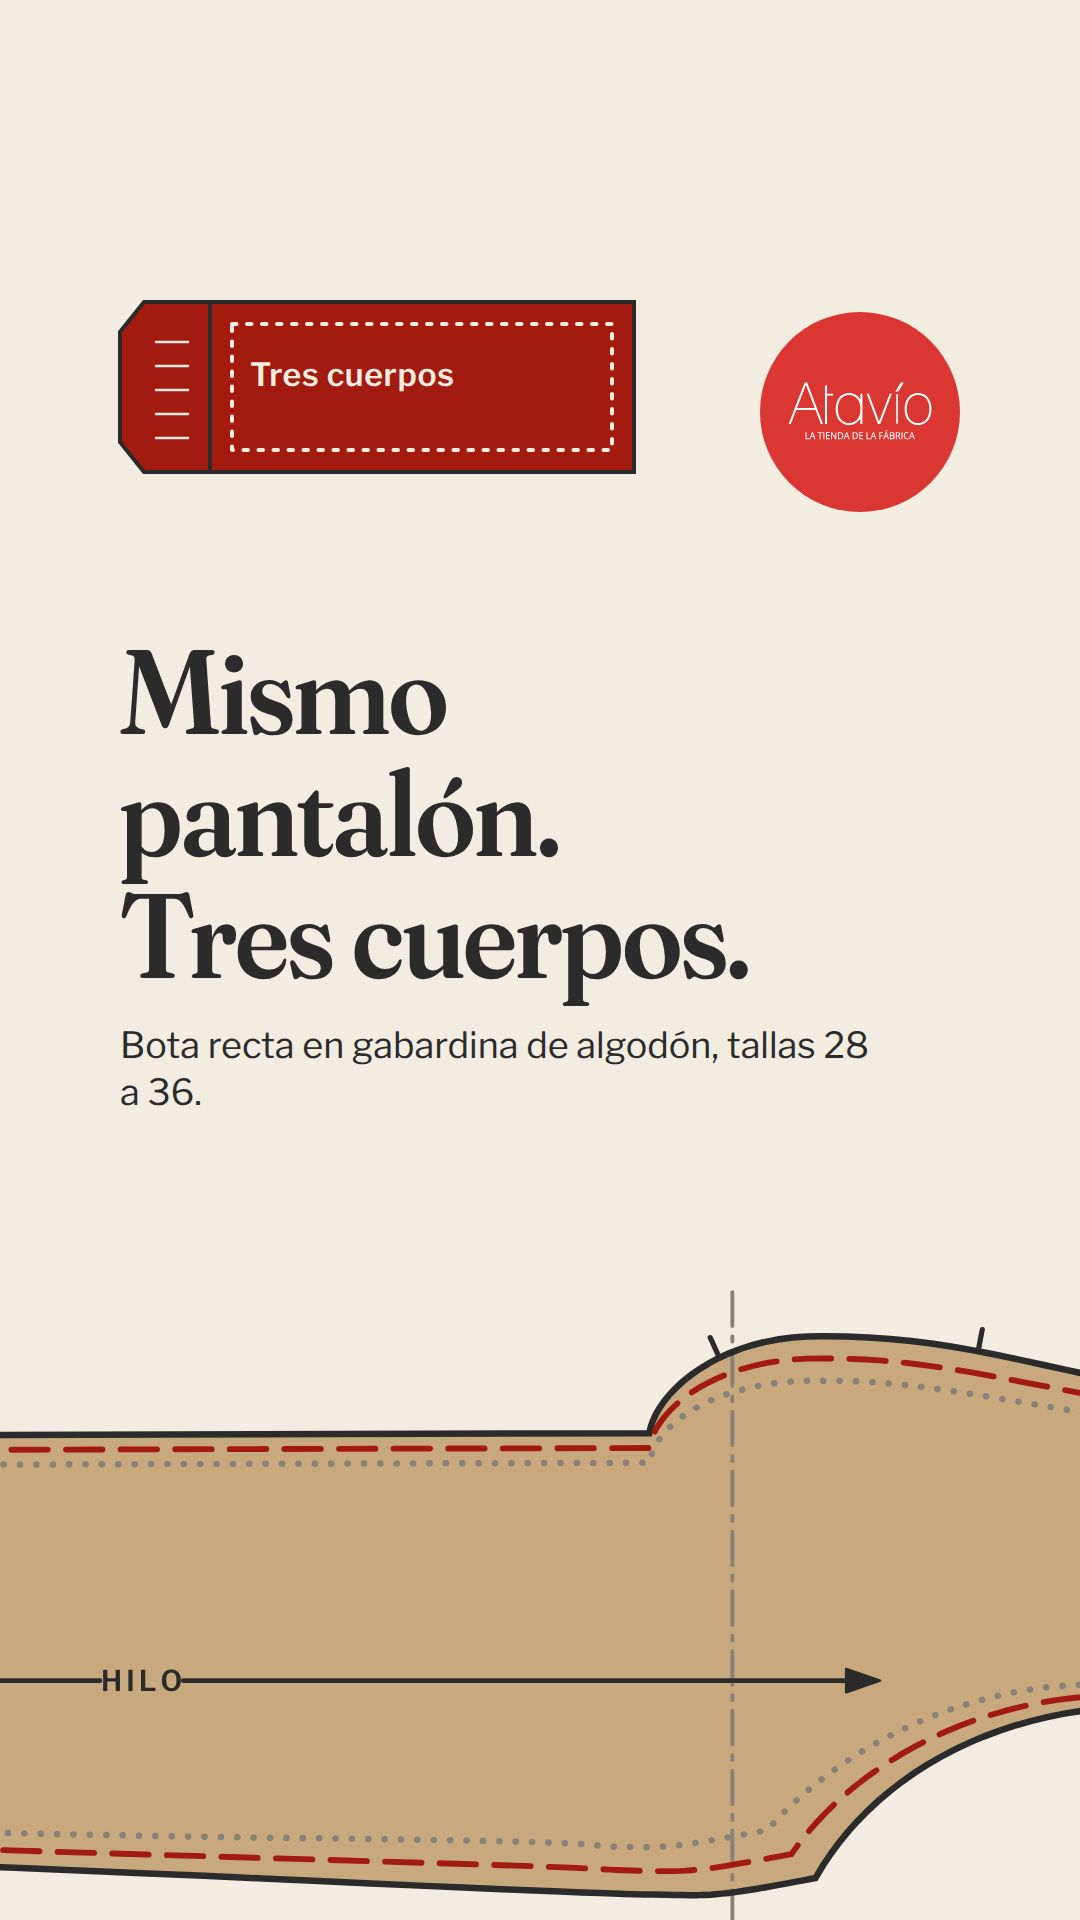 Tres cuerpos
Atavío
LA TIENDA DE LA FÁBRICA
Mismo
pantalón.
Tres cuerpos.
Bota recta en gabardina de algodón, tallas 28
a 36.
HILO